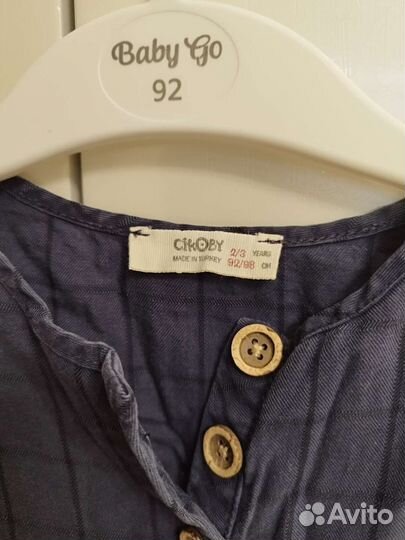 Baby Go
92
CikOBY
MADE IN TURKEY
2/3 YEARS
92/98 CM
Avito